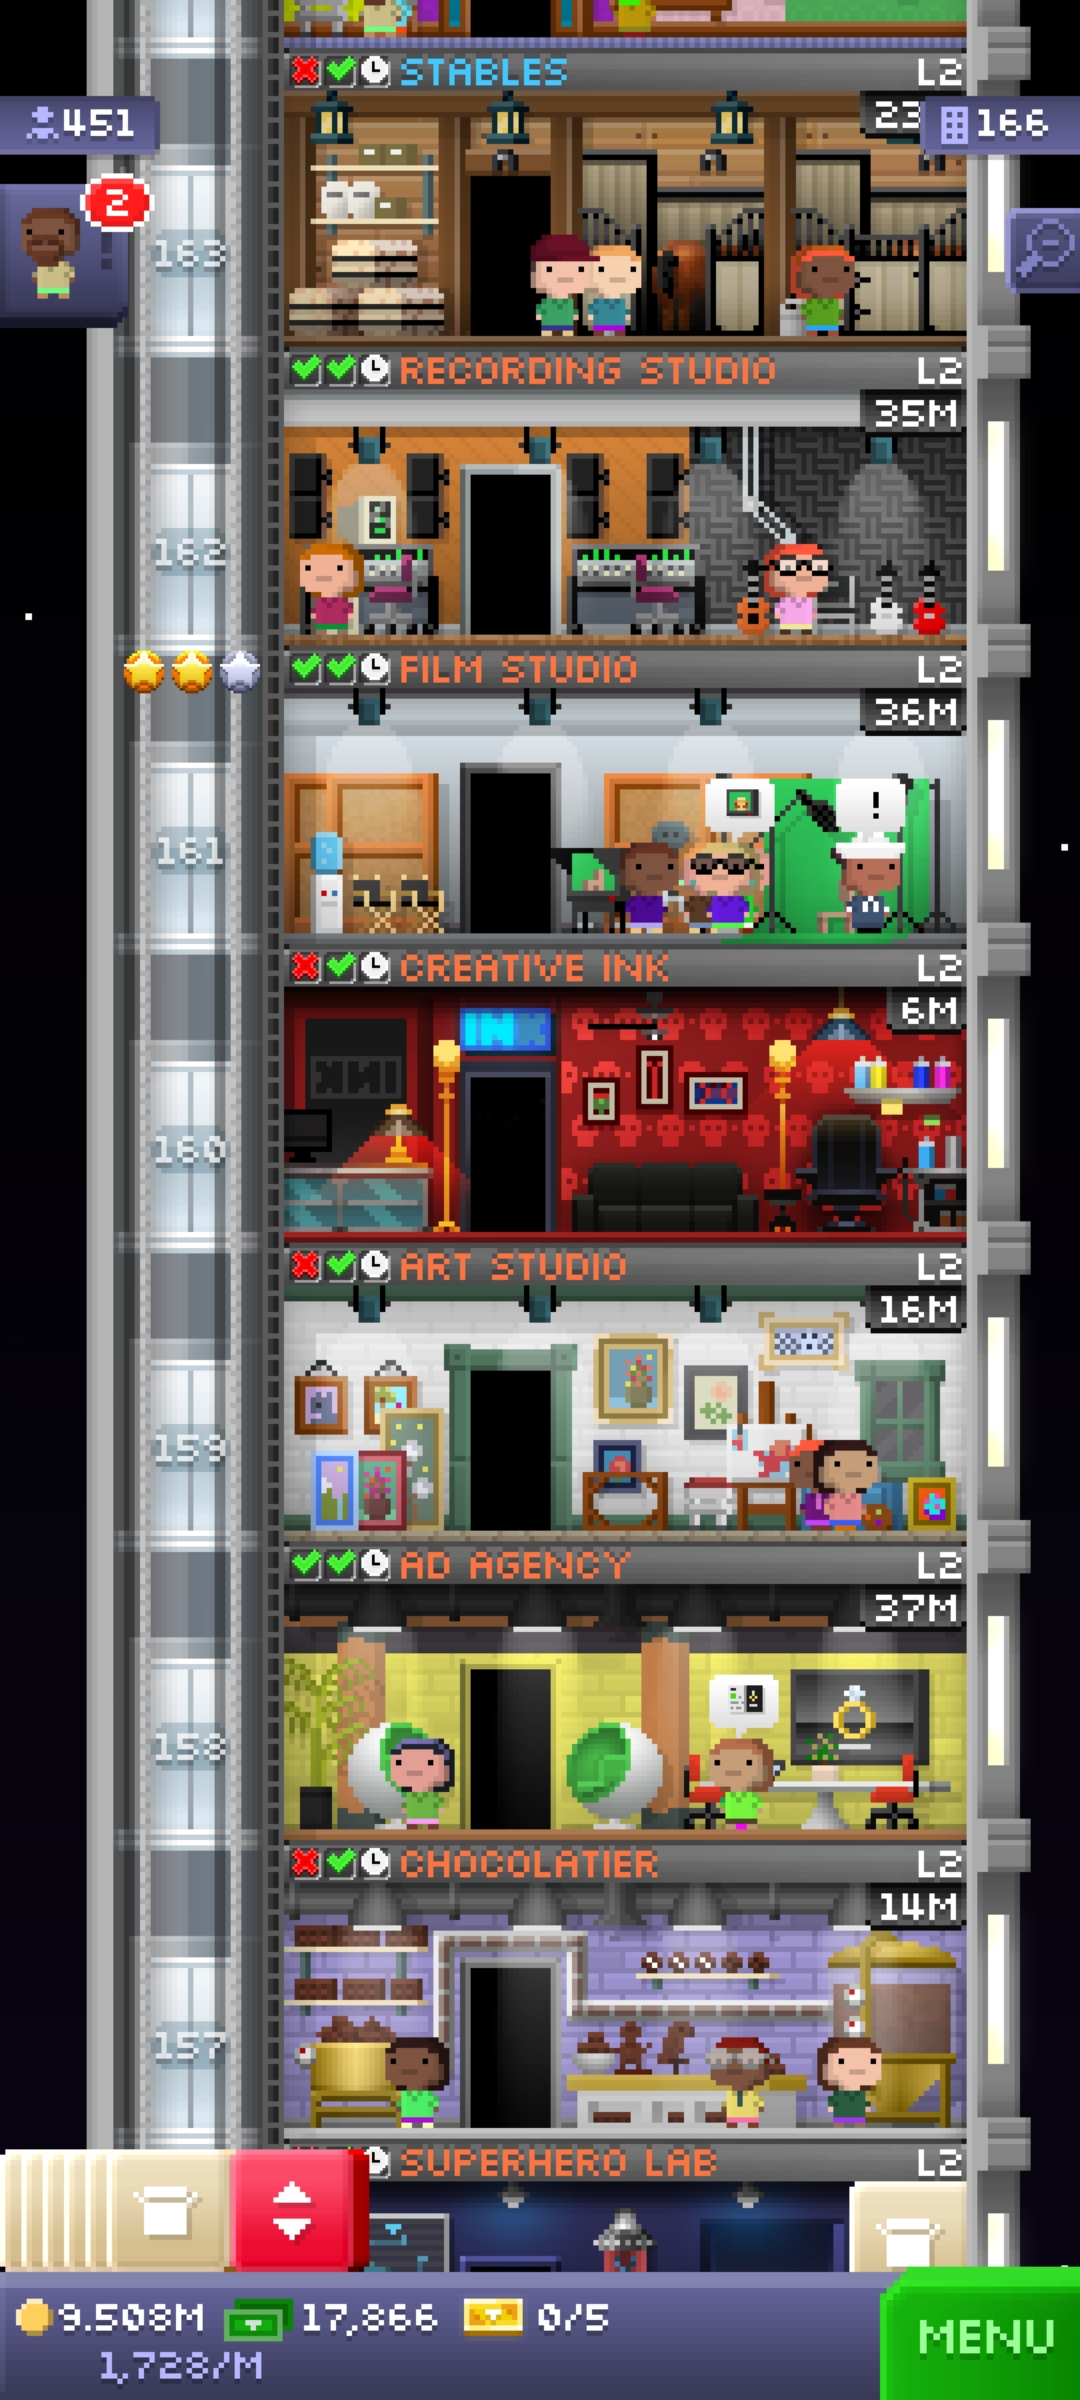 STABLES L2
451
23
166
2
163
RECORDING STUDIO L2
35M
162
FILM STUDIO L2
36M
!
161
CREATIVE INK L2
6M
INK
160
ART STUDIO L2
16M
159
AD AGENCY L2
37M
158
CHOCOLATIER L2
14M
157
SUPERHERO LAB L2
9.508M 17,866 0/5
MENU
1,728/M